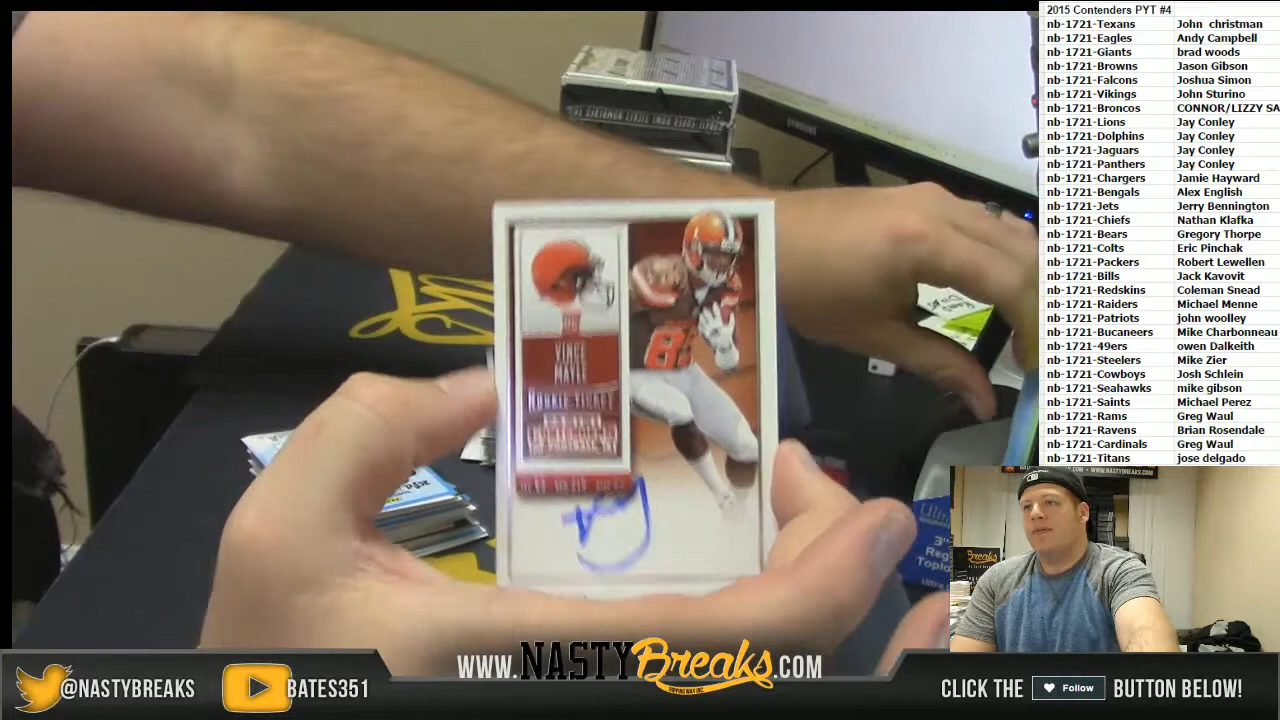 2015 Contenders PYT #4
nb-1721-Texans John christman
nb-1721-Eagles Andy Campbell
nb-1721-Giants brad woods
nb-1721-Browns Jason Gibson
nb-1721-Falcons Joshua Simon
nb-1721-Vikings John Sturino
nb-1721-Broncos CONNOR/LIZZY SA
nb-1721-Lions Jay Conley
nb-1721-Dolphins Jay Conley
nb-1721-Jaguars Jay Conley
nb-1721-Panthers Jay Conley
nb-1721-Chargers Jamie Hayward
nb-1721-Bengals Alex English
nb-1721-Jets Jerry Bennington
nb-1721-Chiefs Nathan Klafka
nb-1721-Bears Gregory Thorpe
nb-1721-Colts Eric Pinchak
nb-1721-Packers Robert Lewellen
nb-1721-Bills Jack Kavovit
nb-1721-Redskins Coleman Snead
nb-1721-Raiders Michael Menne
nb-1721-Patriots john woolley
nb-1721-Bucaneers Mike Charbonneau
nb-1721-49ers owen Dalkeith
nb-1721-Steelers Mike Zier
nb-1721-Cowboys Josh Schlein
nb-1721-Seahawks mike gibson
nb-1721-Saints Michael Perez
nb-1721-Rams Greg Waul
nb-1721-Ravens Brian Rosendale
nb-1721-Cardinals Greg Waul
nb-1721-Titans jose delgado
SAMSUNG
VINCE
MAYLE
ROOKIE TICKET
83
3"
Reg
Toplo
Breaks
@NASTYBREAKS
BATES351
WWW.NASTYBreaks.COM
RIPPING WAX INC
CLICK THE Follow BUTTON BELOW!